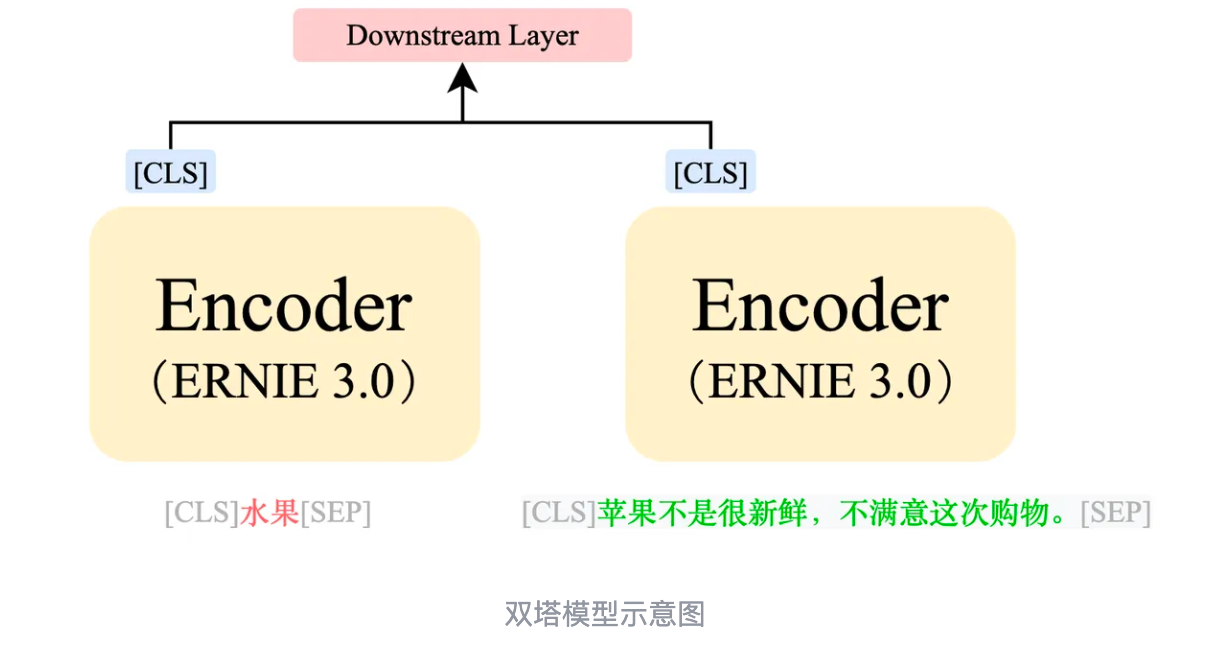 Downstream Layer
[CLS] [CLS]
Encoder Encoder
（ERNIE 3.0） （ERNIE 3.0）
[CLS]水果[SEP] [CLS]苹果不是很新鲜，不满意这次购物。[SEP]
双塔模型示意图